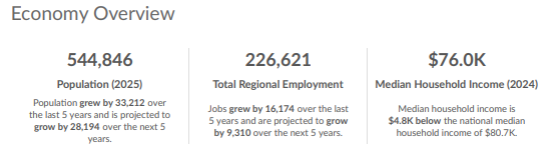 Economy Overview
544,846
Population (2025)
Population grew by 33,212 over
the last 5 years and is projected to
grow by 28,194 over the next 5
years.
226,621
Total Regional Employment
Jobs grew by 16,174 over the last
5 years and are projected to grow
by 9,310 over the next 5 years.
$76.0K
Median Household Income (2024)
Median household income is
$4.8K below the national median
household income of $80.7K.